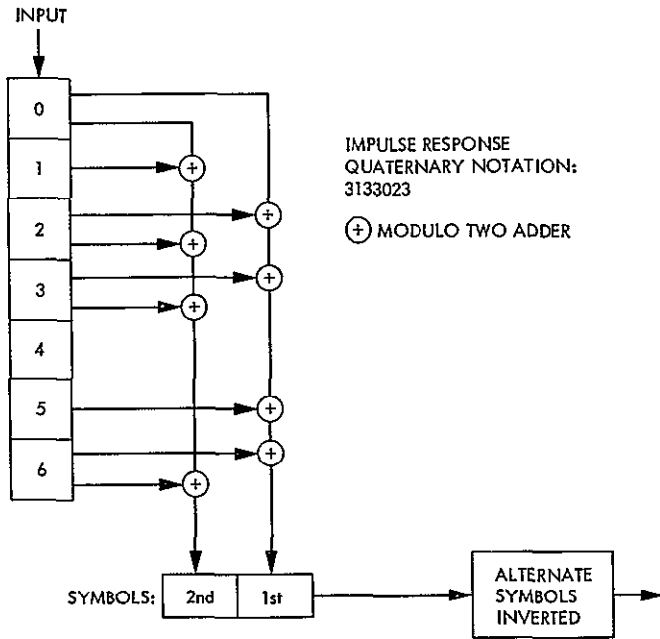 INPUT
0
1
2
3
4
5
6
+
+
+
+
+
+
+
+
IMPULSE RESPONSE
QUATERNARY NOTATION:
3133023
+ MODULO TWO ADDER
SYMBOLS: 2nd 1st
ALTERNATE
SYMBOLS
INVERTED